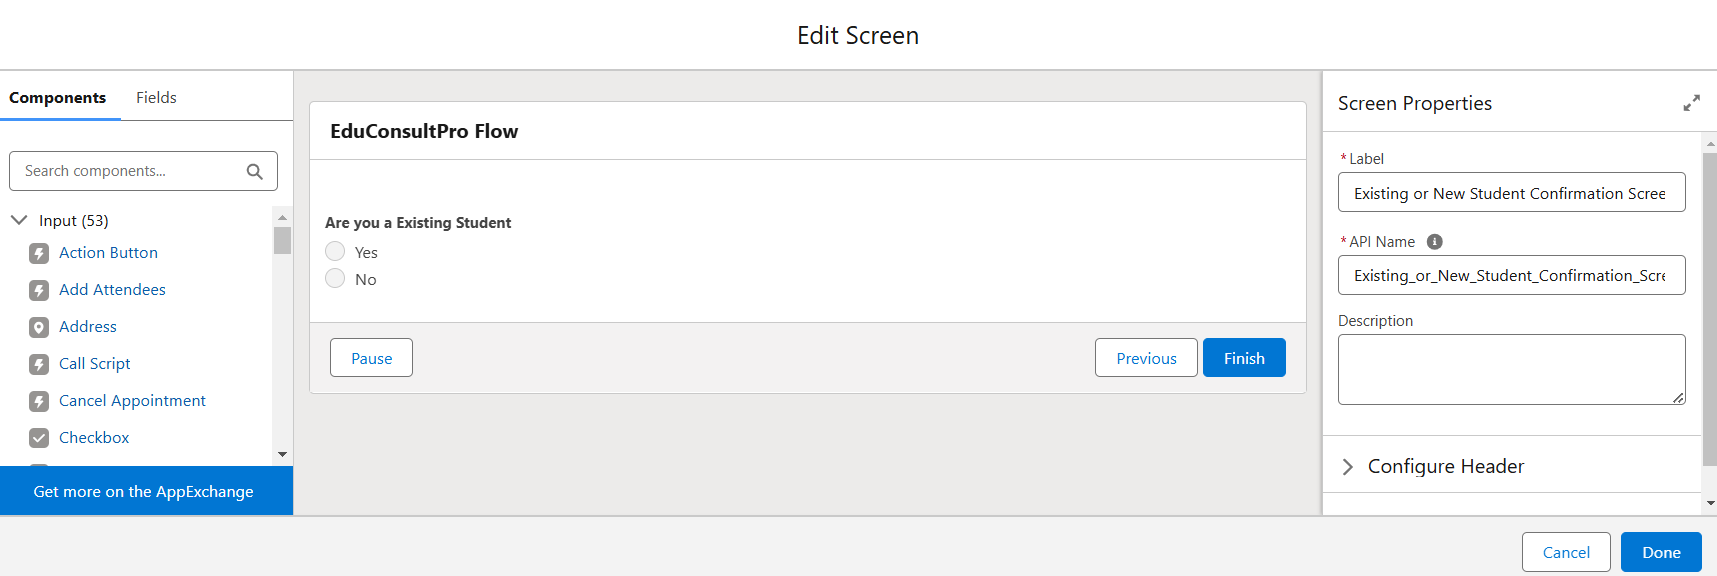 Edit Screen
Components
Fields
Search components...
Input (53)
Action Button
Add Attendees
Address
Call Script
Cancel Appointment
Checkbox
Get more on the AppExchange
EduConsultPro Flow
Are you a Existing Student
Yes
No
Pause
Previous
Finish
Screen Properties
* Label
Existing or New Student Confirmation Scree
* API Name
Existing_or_New_Student_Confirmation_Scre
Description
Configure Header
Cancel
Done